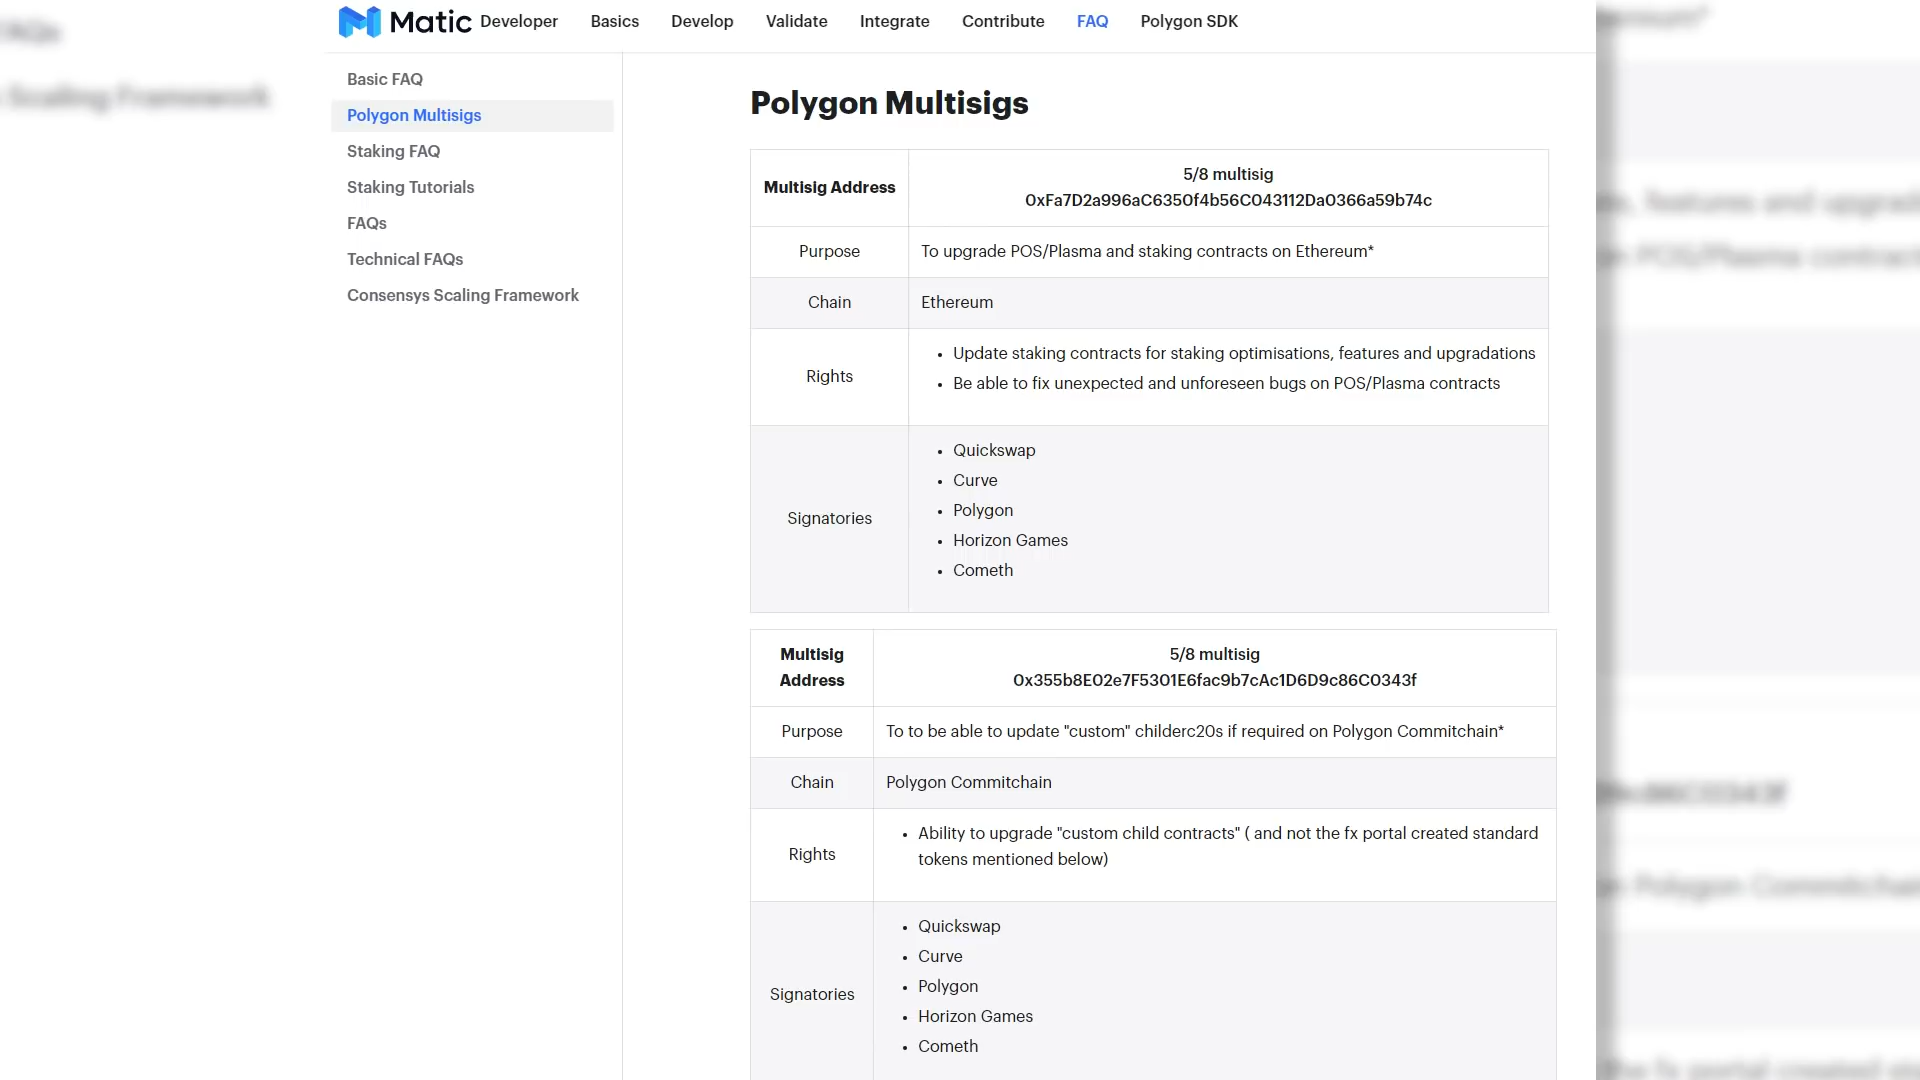 Matic Developer Basics Develop Validate Integrate Contribute FAQ Polygon SDK
Basic FAQ
Polygon Multisigs
Staking FAQ
Staking Tutorials
FAQs
Technical FAQs
Consensys Scaling Framework
Polygon Multisigs
Multisig Address
5/8 multisig
0xFa7D2a996aC6350f4b56C043112Da0366a59b74c
Purpose
To upgrade POS/Plasma and staking contracts on Ethereum*
Chain
Ethereum
Rights
• Update staking contracts for staking optimisations, features and upgradations
• Be able to fix unexpected and unforeseen bugs on POS/Plasma contracts
Signatories
• Quickswap
• Curve
• Polygon
• Horizon Games
• Cometh
Multisig
Address
5/8 multisig
0x355b8E02e7F5301E6fac9b7cAc1D6D9c86C0343f
Purpose
To to be able to update "custom" childerc20s if required on Polygon Commitchain*
Chain
Polygon Commitchain
Rights
• Ability to upgrade "custom child contracts" ( and not the fx portal created standard
tokens mentioned below)
Signatories
• Quickswap
• Curve
• Polygon
• Horizon Games
• Cometh